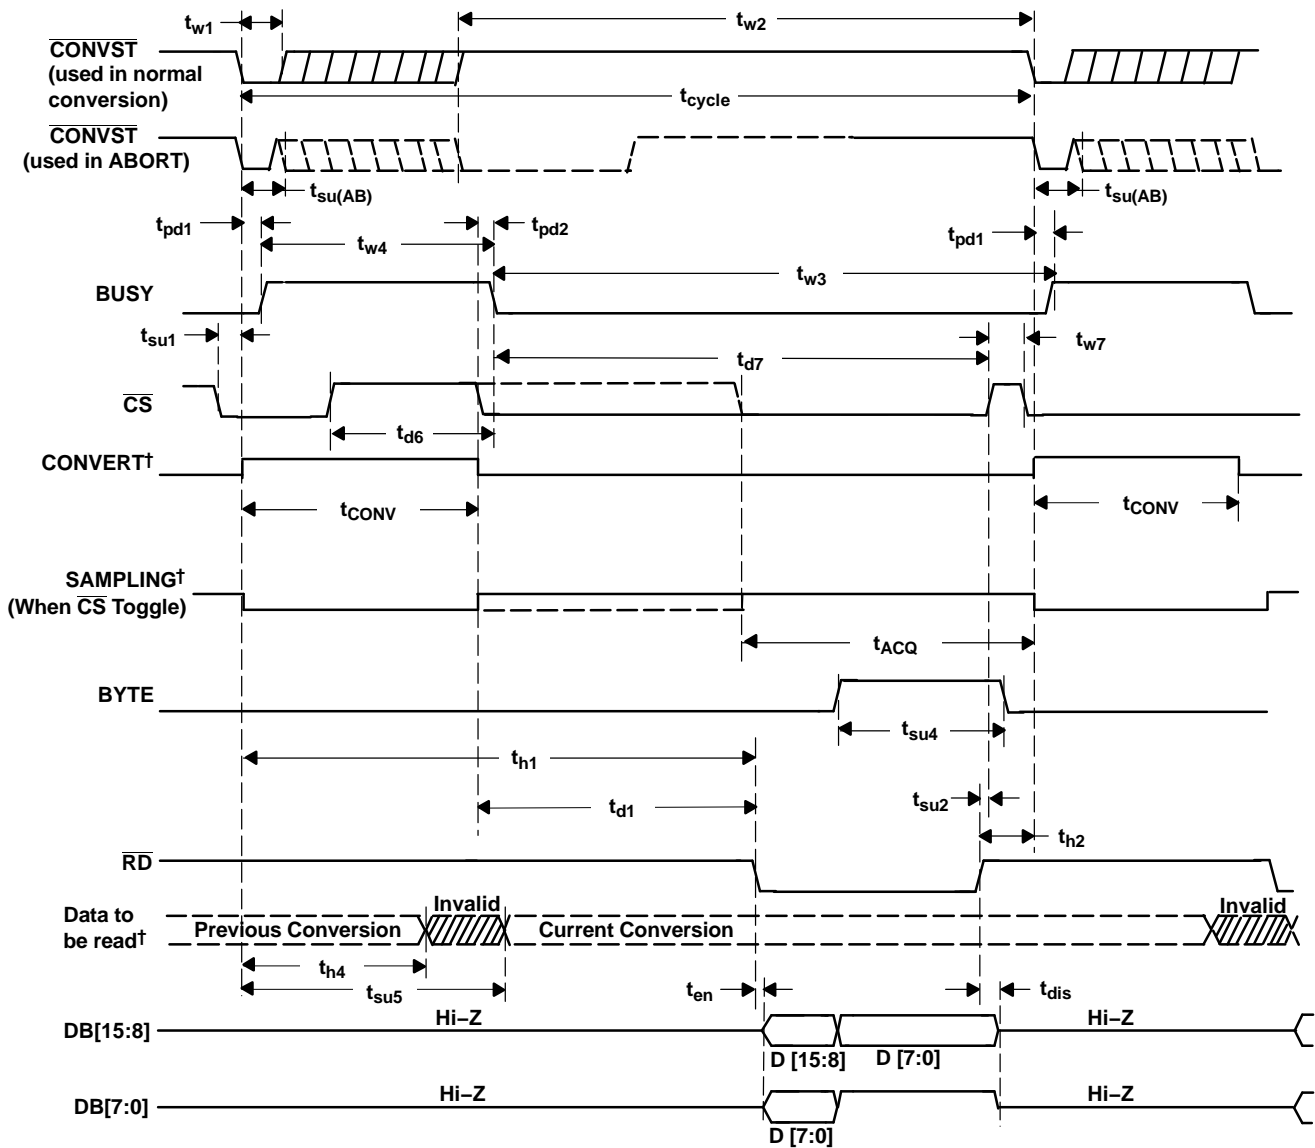 tw1
tw2
CONVST
(used in normal
conversion)
tcycle
CONVST
(used in ABORT)
tsu(AB)
tsu(AB)
tpd1
tw4
tpd2
tpd1
tw3
BUSY
tsu1
tw7
td7
CS
td6
CONVERT†
tCONV
tCONV
SAMPLING†
(When CS Toggle)
tACQ
BYTE
tsu4
th1
tsu2
td1
th2
RD
Data to
be read†
Previous Conversion
Invalid
Current Conversion
Invalid
th4
tsu5
ten
tdis
DB[15:8]
Hi–Z
D [15:8]
D [7:0]
Hi–Z
DB[7:0]
Hi–Z
D [7:0]
Hi–Z